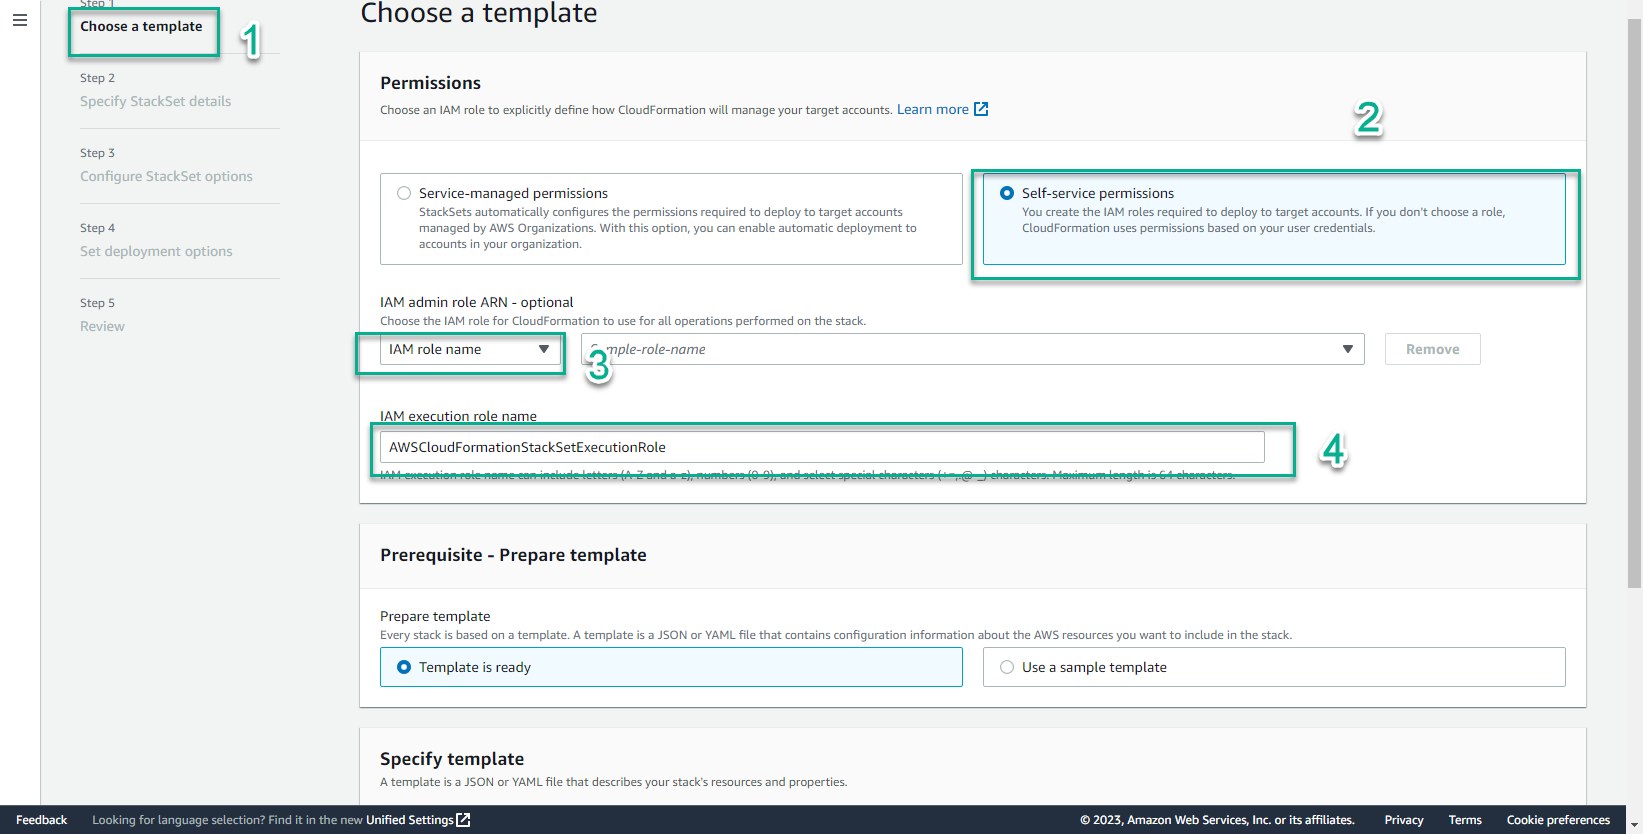 Step 1
Choose a template
1
Step 2
Specify StackSet details
Step 3
Configure StackSet options
Step 4
Set deployment options
Step 5
Review
Choose a template
Permissions
Choose an IAM role to explicitly define how CloudFormation will manage your target accounts. Learn more
2
Service-managed permissions
StackSets automatically configures the permissions required to deploy to target accounts
managed by AWS Organizations. With this option, you can enable automatic deployment to
accounts in your organization.
Self-service permissions
You create the IAM roles required to deploy to target accounts. If you don't choose a role,
CloudFormation uses permissions based on your user credentials.
IAM admin role ARN - optional
Choose the IAM role for CloudFormation to use for all operations performed on the stack.
IAM role name
3
Sample-role-name
Remove
IAM execution role name
AWSCloudFormationStackSetExecutionRole
4
IAM execution role name can include letters (A-Z and a-z), numbers (0-9), and select special characters (+=,.@-_) characters. Maximum length is 64 characters.
Prerequisite - Prepare template
Prepare template
Every stack is based on a template. A template is a JSON or YAML file that contains configuration information about the AWS resources you want to include in the stack.
Template is ready
Use a sample template
Specify template
A template is a JSON or YAML file that describes your stack's resources and properties.
Feedback
Looking for language selection? Find it in the new Unified Settings
© 2023, Amazon Web Services, Inc. or its affiliates.
Privacy
Terms
Cookie preferences